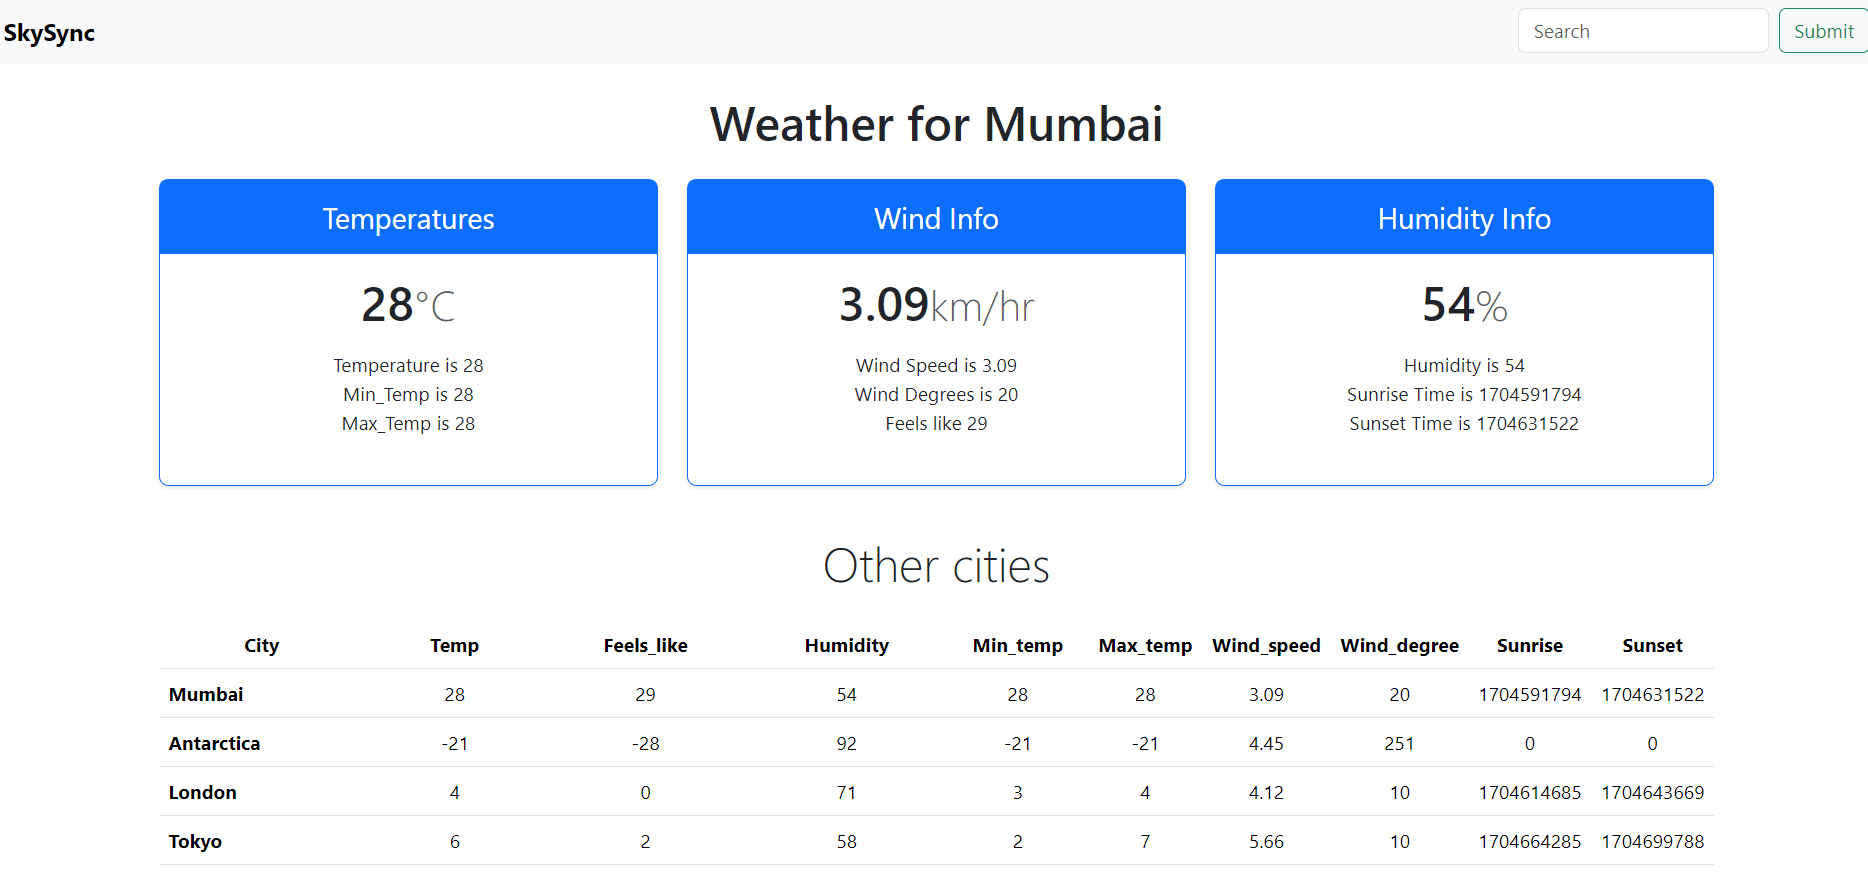 SkySync Search Submit
Weather for Mumbai
Temperatures Wind Info Humidity Info
28°C 3.09km/hr 54%
Temperature is 28 Wind Speed is 3.09 Humidity is 54
Min_Temp is 28 Wind Degrees is 20 Sunrise Time is 1704591794
Max_Temp is 28 Feels like 29 Sunset Time is 1704631522
Other cities
City Temp Feels_like Humidity Min_temp Max_temp Wind_speed Wind_degree Sunrise Sunset
Mumbai 28 29 54 28 28 3.09 20 1704591794 1704631522
Antarctica -21 -28 92 -21 -21 4.45 251 0 0
London 4 0 71 3 4 4.12 10 1704614685 1704643669
Tokyo 6 2 58 2 7 5.66 10 1704664285 1704699788